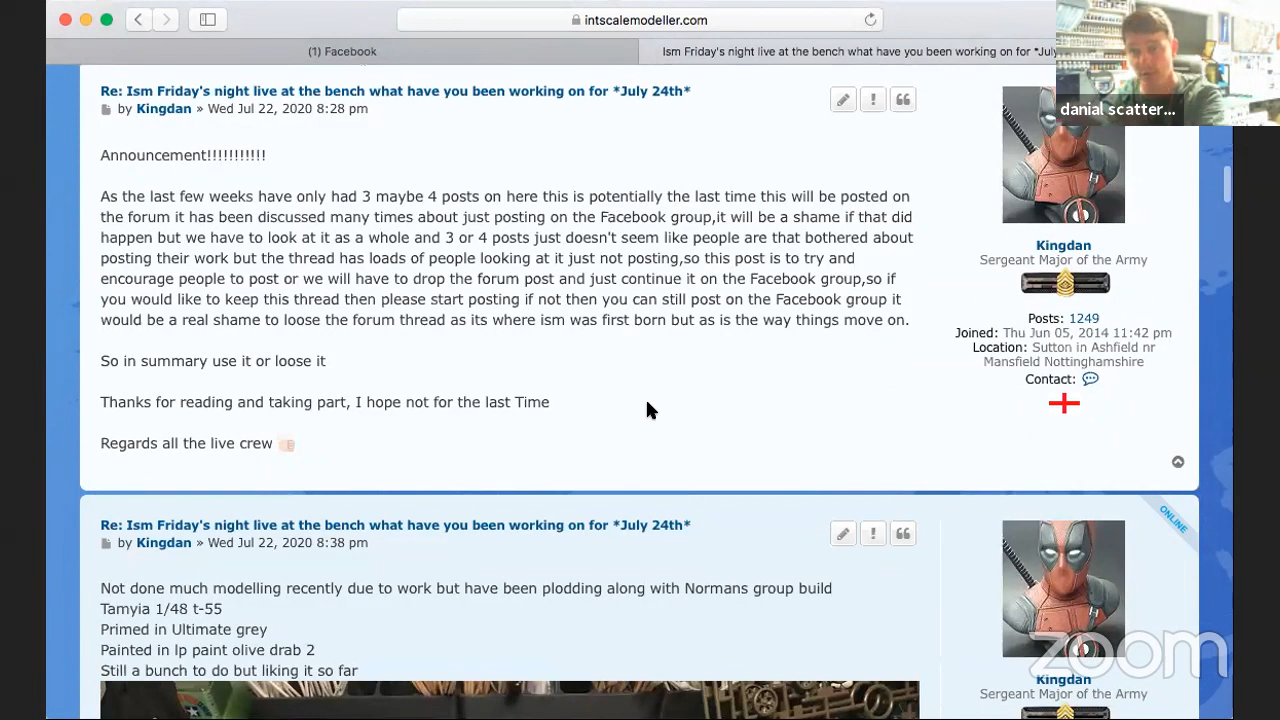 intscalemodeller.com
(1) Facebook
Ism Friday's night live at the bench what have you been working on for *July
danial scatter...
Re: Ism Friday's night live at the bench what have you been working on for *July 24th*
by Kingdan » Wed Jul 22, 2020 8:28 pm
Announcement!!!!!!!!!!!
As the last few weeks have only had 3 maybe 4 posts on here this is potentially the last time this will be posted on
the forum it has been discussed many times about just posting on the Facebook group,it will be a shame if that did
happen but we have to look at it as a whole and 3 or 4 posts just doesn't seem like people are that bothered about
posting their work but the thread has lords of people looking at it just not posting,so this post is to try and
encourage people to post or we will have to drop the forum post and just continue it on the Facebook group,so if
you would like to keep this thread then please start posting if not then you can still post on the Facebook group it
would be a real shame to loose the forum thread as its where ism was first born but as is the way things move on.
So in summary use it or loose it
Thanks for reading and taking part, I hope not for the last Time
Regards all the live crew
Kingdan
Sergeant Major of the Army
Posts: 1249
Joined: Thu Jun 05, 2014 11:42 pm
Location: Sutton in Ashfield nr
Mansfield Nottinghamshire
Contact:
Re: Ism Friday's night live at the bench what have you been working on for *July 24th*
by Kingdan » Wed Jul 22, 2020 8:38 pm
ONLINE
Not done much modelling recently due to work but have been plodding along with Normans group build
Tamyia 1/48 t-55
Primed in Ultimate grey
Painted in lp paint olive drab 2
Still a bunch to do but liking it so far
Kingdan
Sergeant Major of the Army
zoom